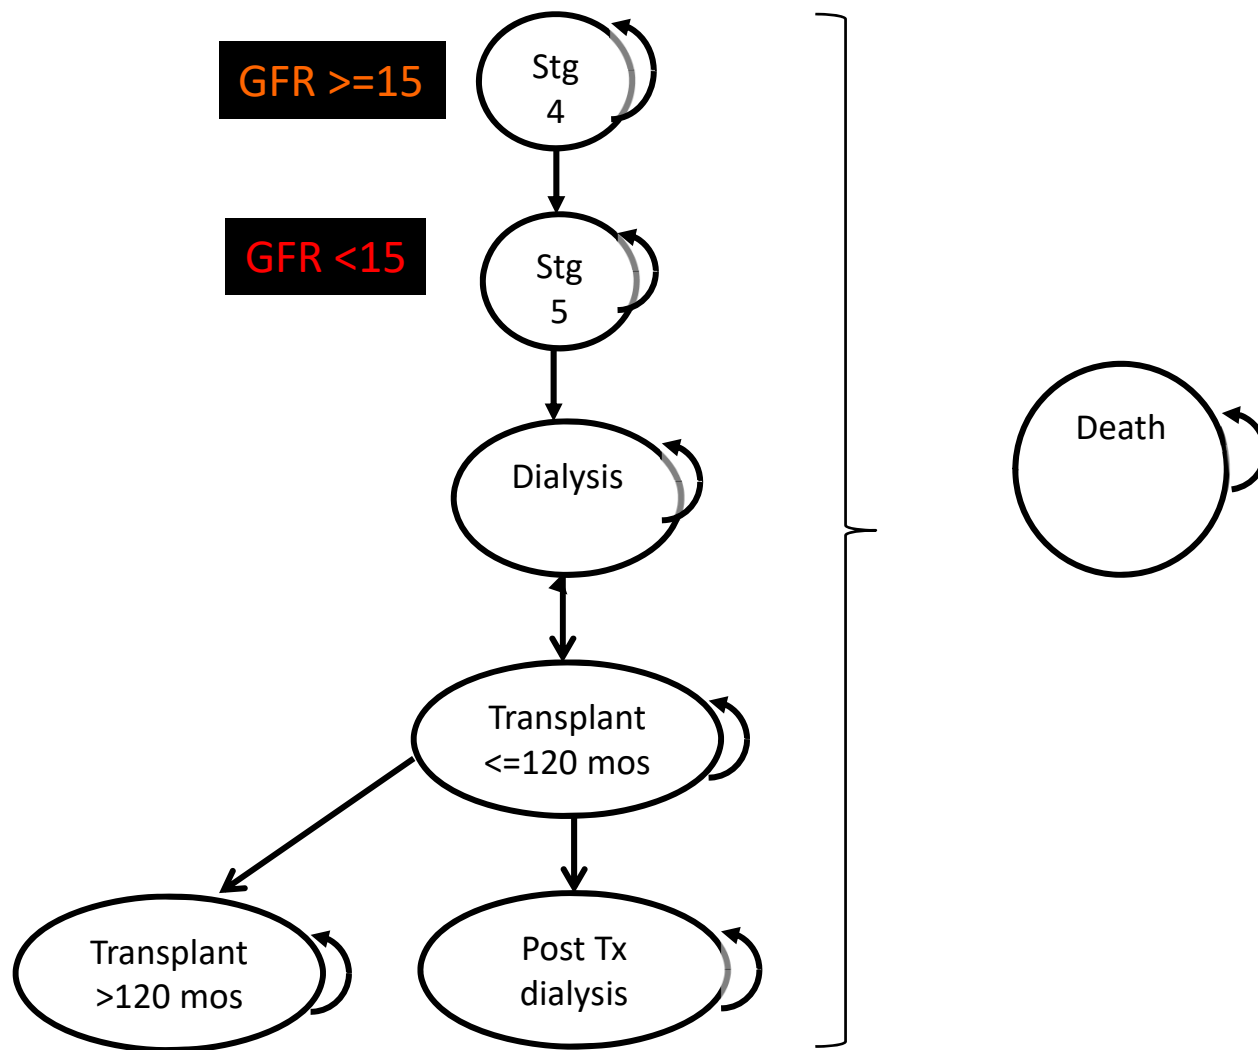 GFR >=15
Stg
4
GFR <15
Stg
5
Death
Dialysis
Transplant
<=120 mos
Transplant
>120 mos
Post Tx
dialysis